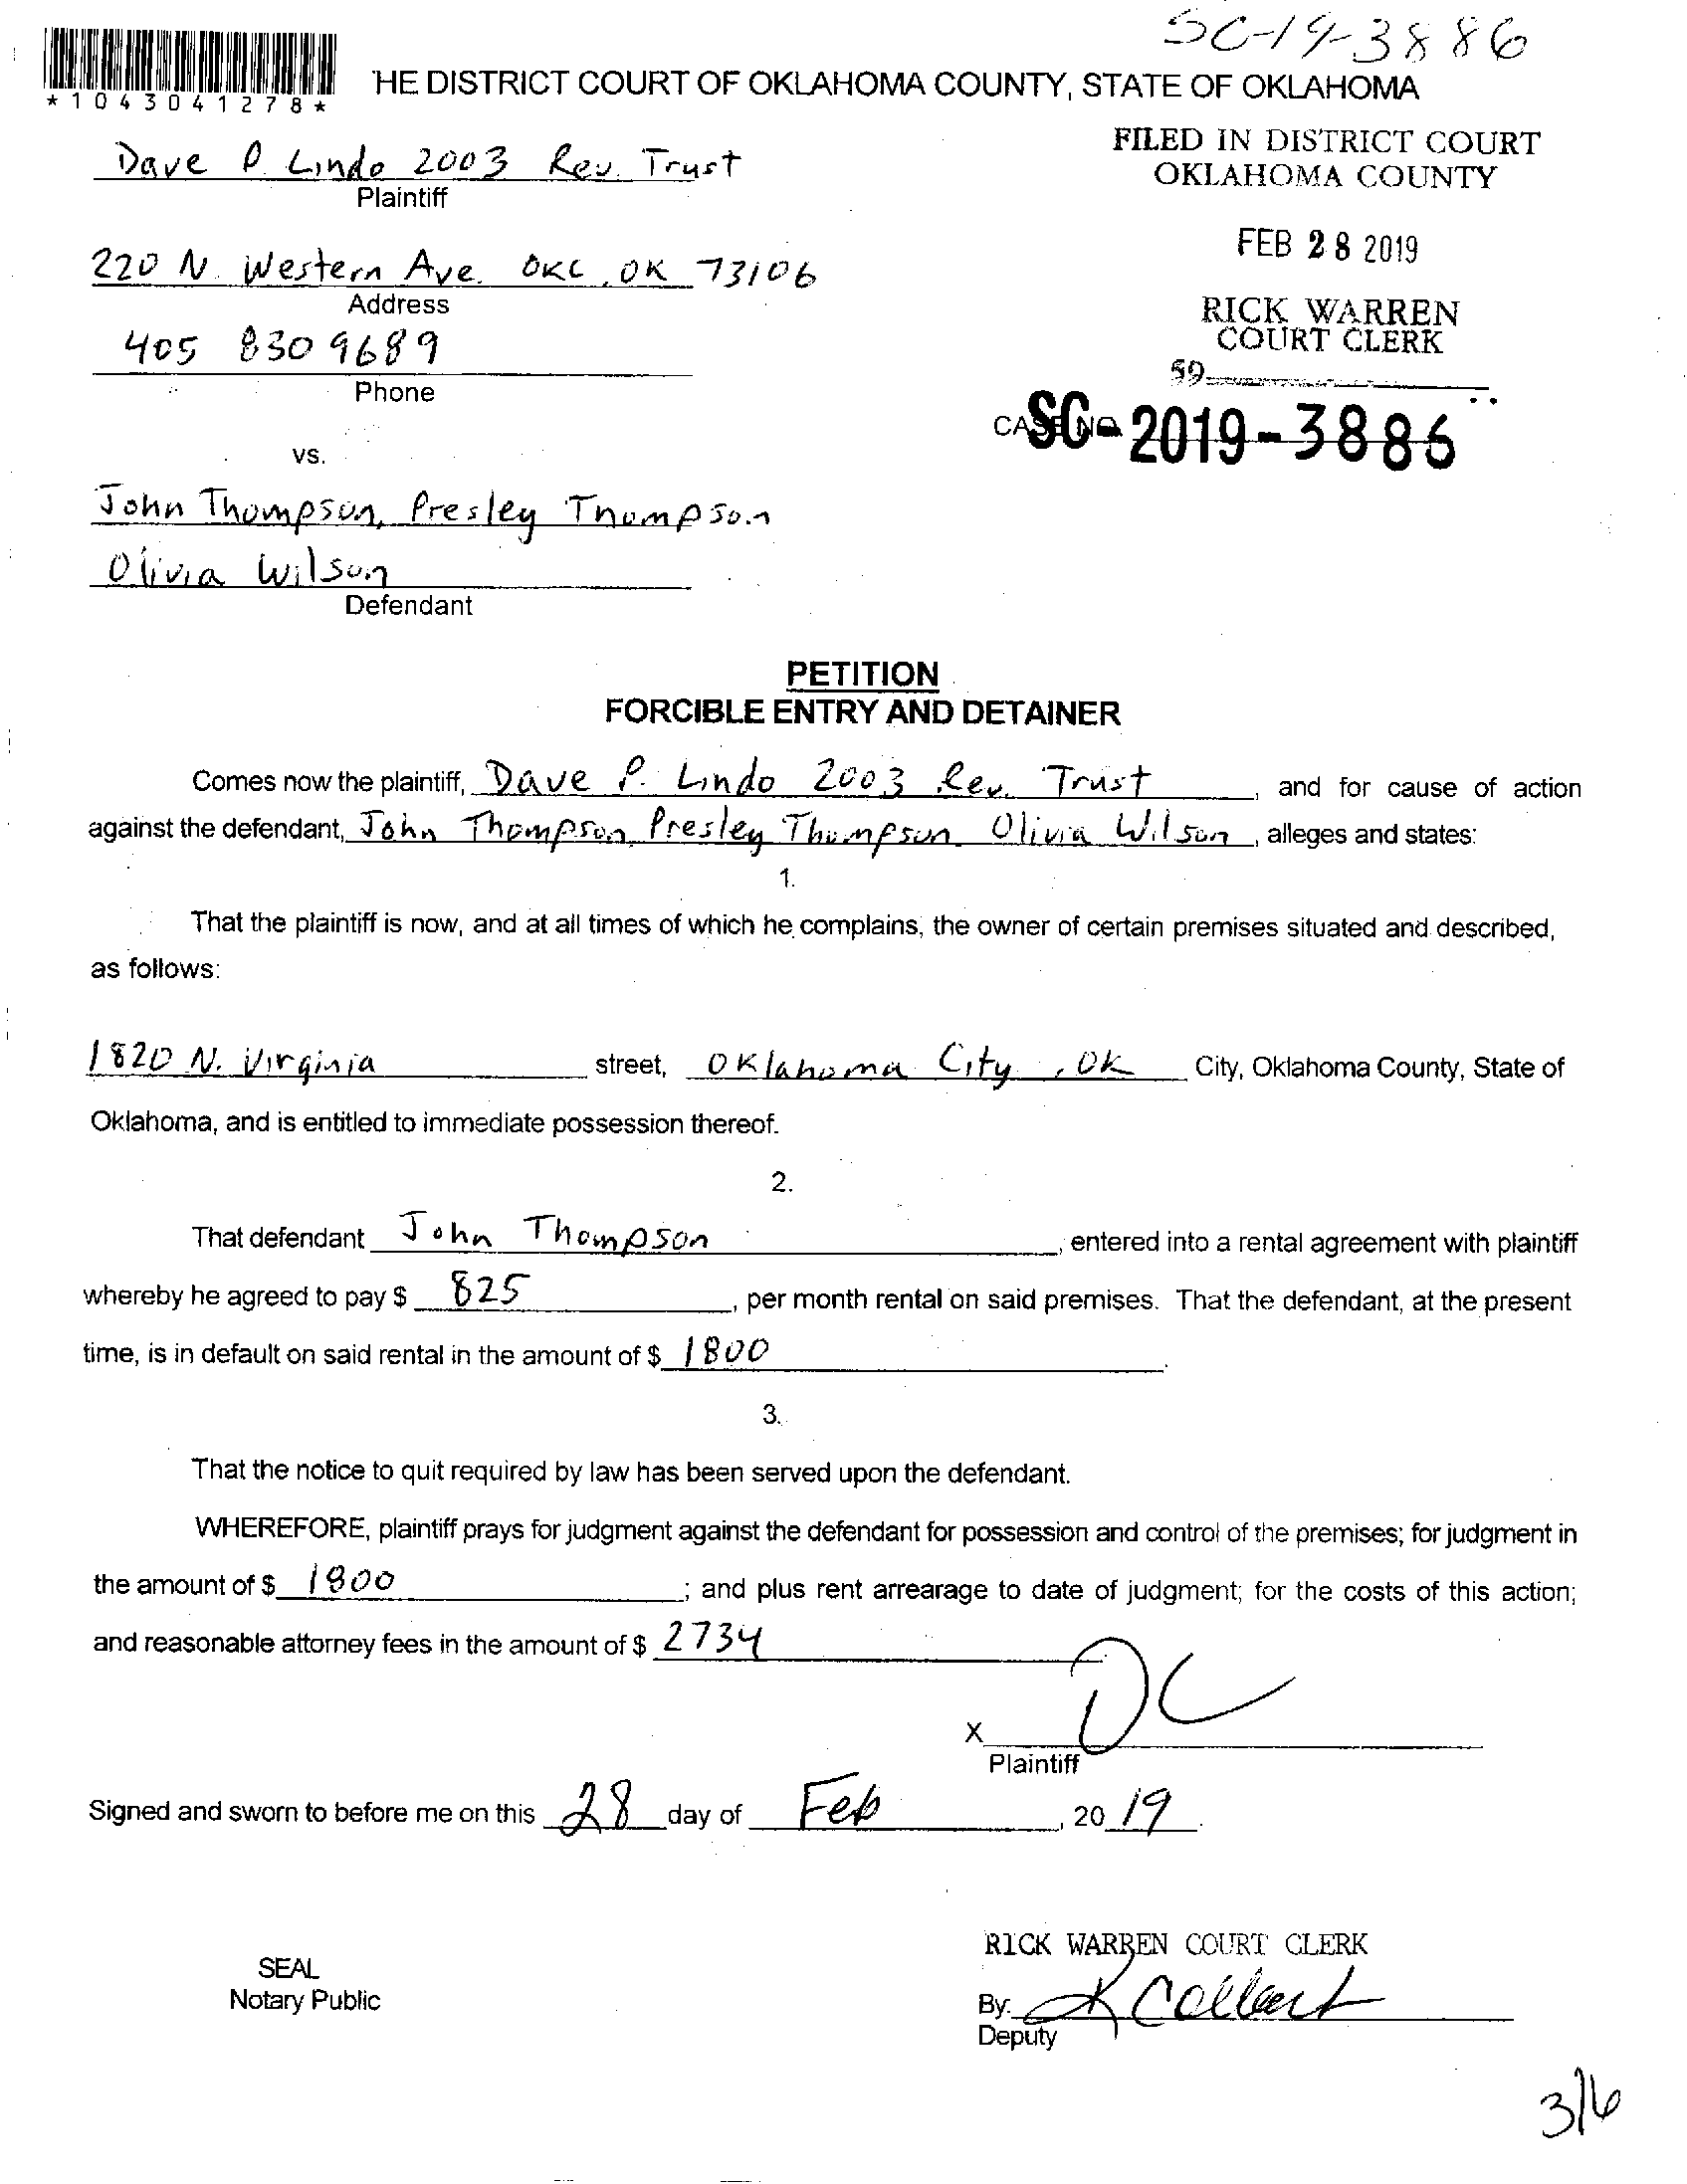 SC-19-3886
*1043041278*
HE DISTRICT COURT OF OKLAHOMA COUNTY, STATE OF OKLAHOMA
FILED IN DISTRICT COURT
OKLAHOMA COUNTY
Dave P. Lindo 2003 Rev. Trust
Plaintiff
FEB 28 2019
220 N. Western Ave. OKC, OK 73106
Address
RICK WARREN
COURT CLERK
405 830 9689
Phone
59
CASE NO.
SC-2019-3886
vs.
John Thompson, Presley Thompson
Olivia Wilson
Defendant
PETITION
FORCIBLE ENTRY AND DETAINER
Comes now the plaintiff, Dave P. Lindo 2003 Rev. Trust, and for cause of action
against the defendant, John Thompson, Presley Thompson Olivia Wilson, alleges and states:
1.
That the plaintiff is now, and at all times of which he complains, the owner of certain premises situated and described,
as follows:
1820 N. Virginia street, Oklahoma City, OK City, Oklahoma County, State of
Oklahoma, and is entitled to immediate possession thereof.
2.
That defendant John Thompson, entered into a rental agreement with plaintiff
whereby he agreed to pay $ 825, per month rental on said premises. That the defendant, at the present
time, is in default on said rental in the amount of $ 1800.
3.
That the notice to quit required by law has been served upon the defendant.
WHEREFORE, plaintiff prays for judgment against the defendant for possession and control of the premises; for judgment in
the amount of $ 1800; and plus rent arrearage to date of judgment; for the costs of this action;
and reasonable attorney fees in the amount of $ 2734
X
Plaintiff
Signed and sworn to before me on this 28 day of Feb, 2019.
RICK WARREN COURT CLERK
SEAL
Notary Public
By: K Collart
Deputy
3/6